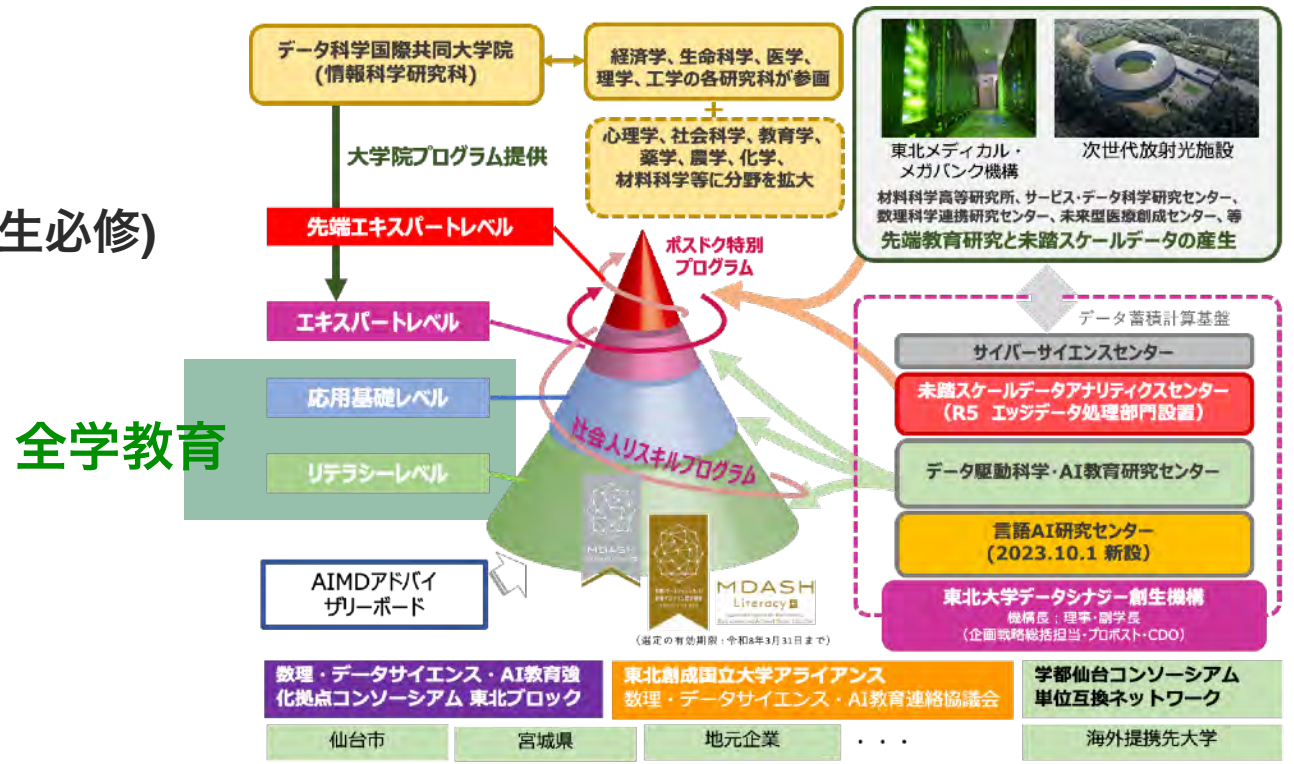 データ科学国際共同大学院
(情報科学研究科)
経済学、生命科学、医学、
理学、工学の各研究科が参画
+
心理学、社会科学、教育学、
薬学、農学、化学、
材料科学等に分野を拡大
大学院プログラム提供
東北メディカル・
メガバンク機構
次世代放射光施設
材料科学高等研究所、サービス・データ科学研究センター、
数理科学連携研究センター、未来型医療創成センター、等
先端教育研究と未踏スケールデータの産生
生必修)
先端エキスパートレベル
ポスドク特別
プログラム
エキスパートレベル
データ蓄積計算基盤
サイバーサイエンスセンター
未踏スケールデータアナリティクスセンター
(R5 エッジデータ処理部門設置)
全学教育
応用基礎レベル
リテラシーレベル
社会人リスキルプログラム
データ駆動科学・AI教育研究センター
言語AI研究センター
(2023.10.1 新設)
東北大学データシナジー創生機構
機構長:理事・副学長
(企画戦略総括担当・プロボスト・CDO)
AIMDアドバイ
ザリーボード
MDASH
MDASH
Literacy
(選定の有効期限:令和8年3月31日まで)
数理・データサイエンス・AI教育強
化拠点コンソーシアム 東北ブロック
東北創成国立大学アライアンス
数理・データサイエンス・AI教育連絡協議会
学都仙台コンソーシアム
単位互換ネットワーク
仙台市
宮城県
地元企業
・・・
海外提携先大学